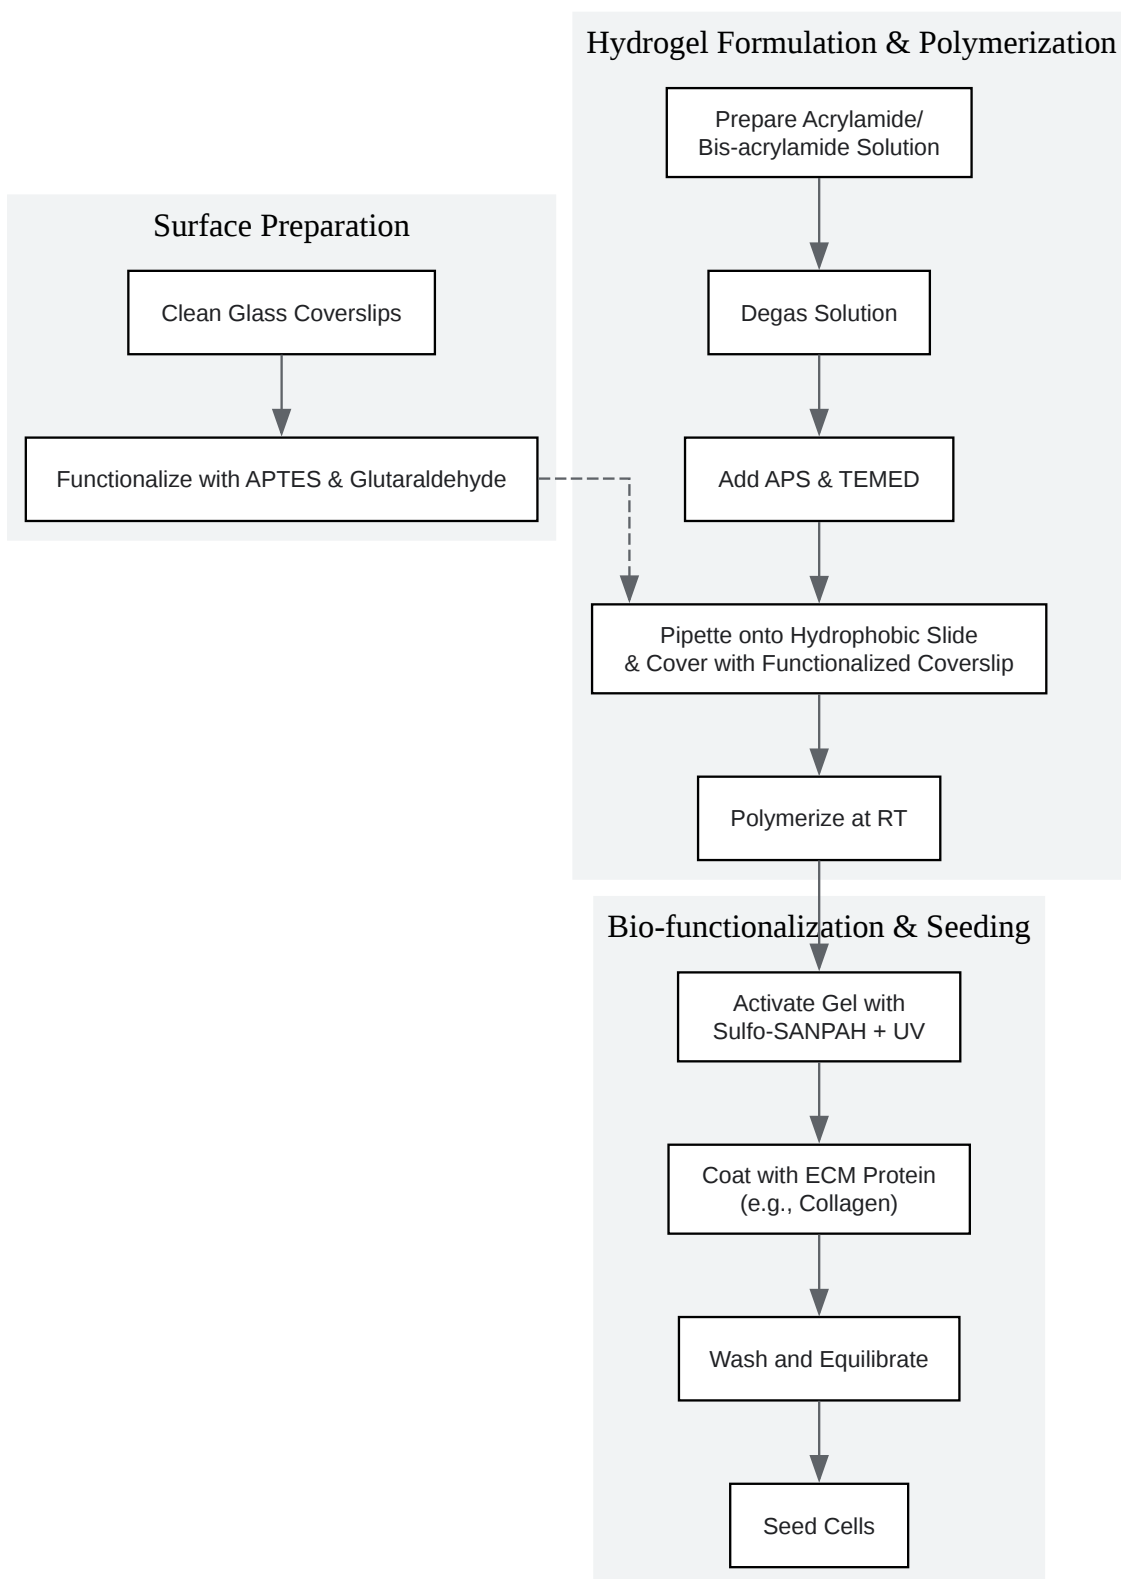 Hydrogel Formulation & Polymerization
Prepare Acrylamide/
Bis-acrylamide Solution
Surface Preparation
Clean Glass Coverslips
Degas Solution
Functionalize with APTES & Glutaraldehyde
Add APS & TEMED
Pipette onto Hydrophobic Slide
& Cover with Functionalized Coverslip
Polymerize at RT
Bio-functionalization & Seeding
Activate Gel with
Sulfo-SANPAH + UV
Coat with ECM Protein
(e.g., Collagen)
Wash and Equilibrate
Seed Cells